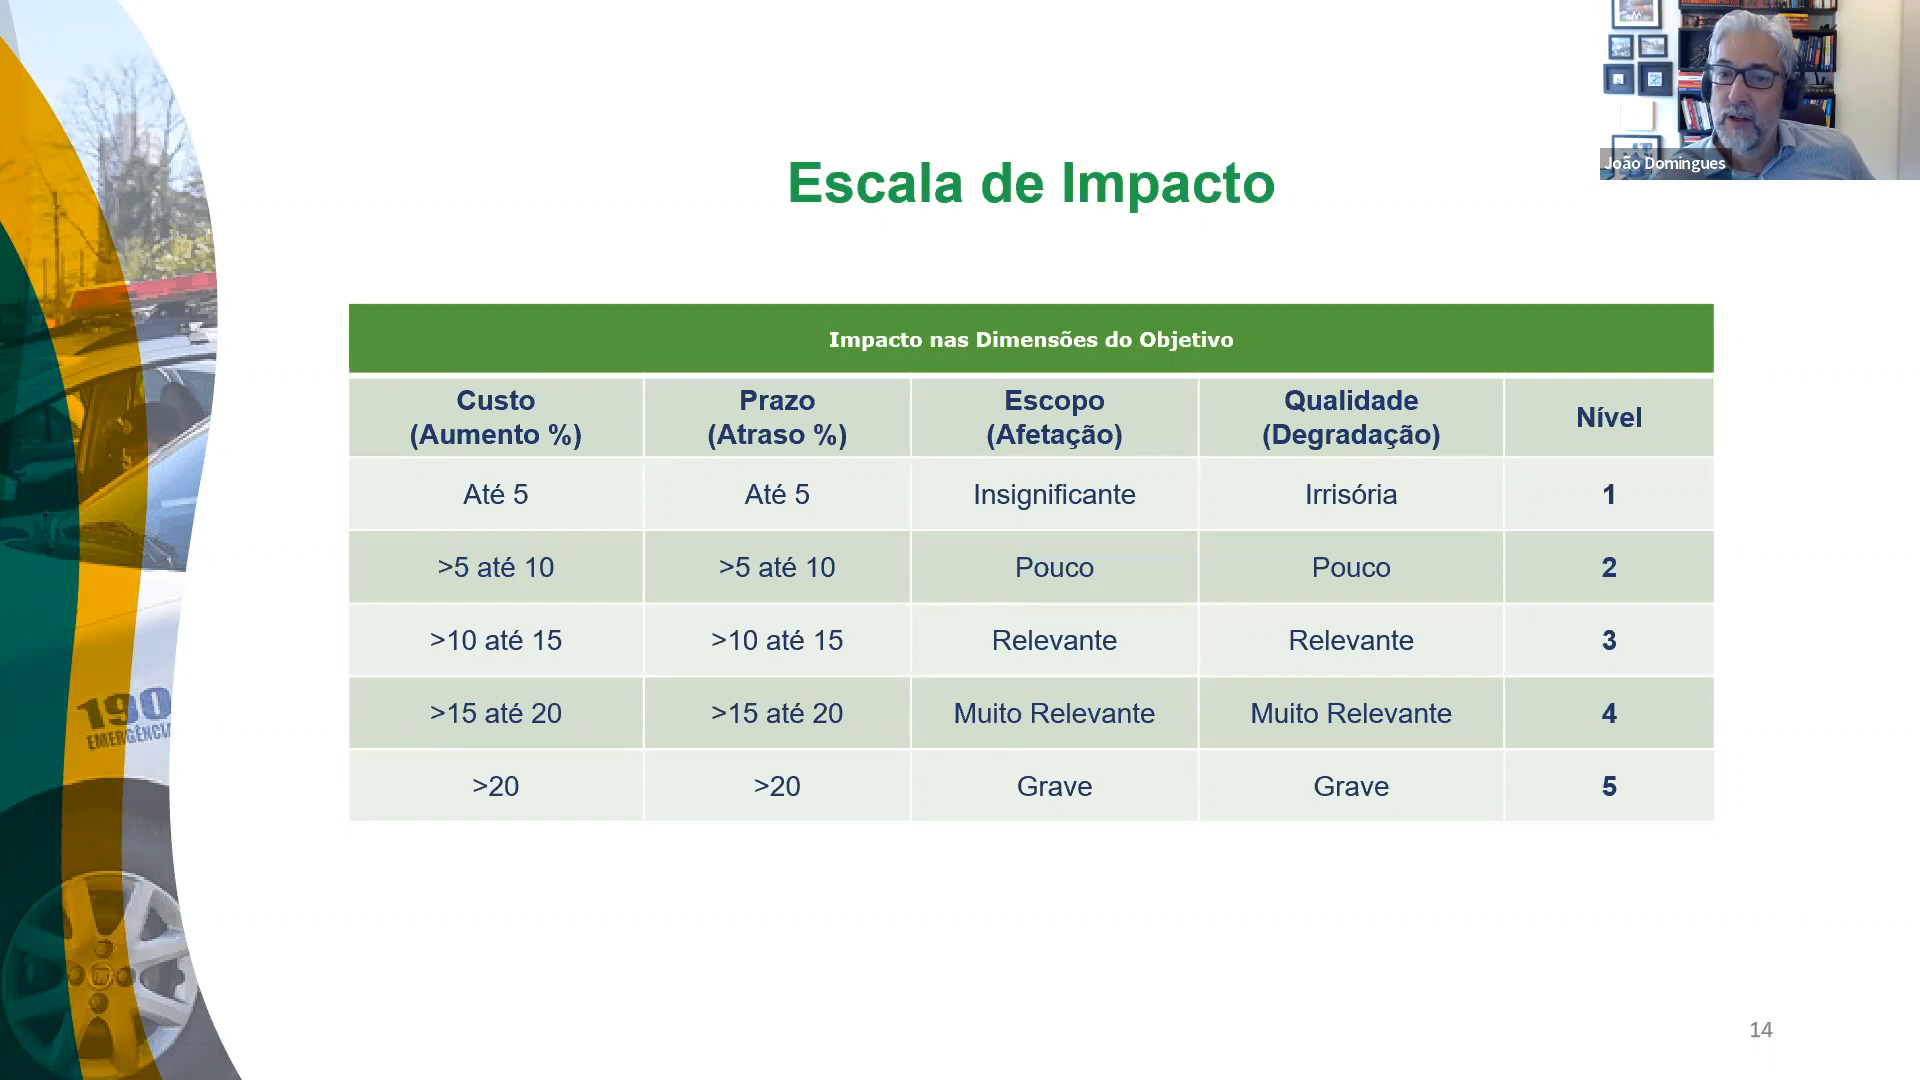 João Domingues
Escala de Impacto
Impacto nas Dimensões do Objetivo
Custo
(Aumento %)
Prazo
(Atraso %)
Escopo
(Afetação)
Qualidade
(Degradação)
Nível
Até 5 Até 5 Insignificante Irrisória 1
>5 até 10 >5 até 10 Pouco Pouco 2
>10 até 15 >10 até 15 Relevante Relevante 3
>15 até 20 >15 até 20 Muito Relevante Muito Relevante 4
>20 >20 Grave Grave 5
190
14